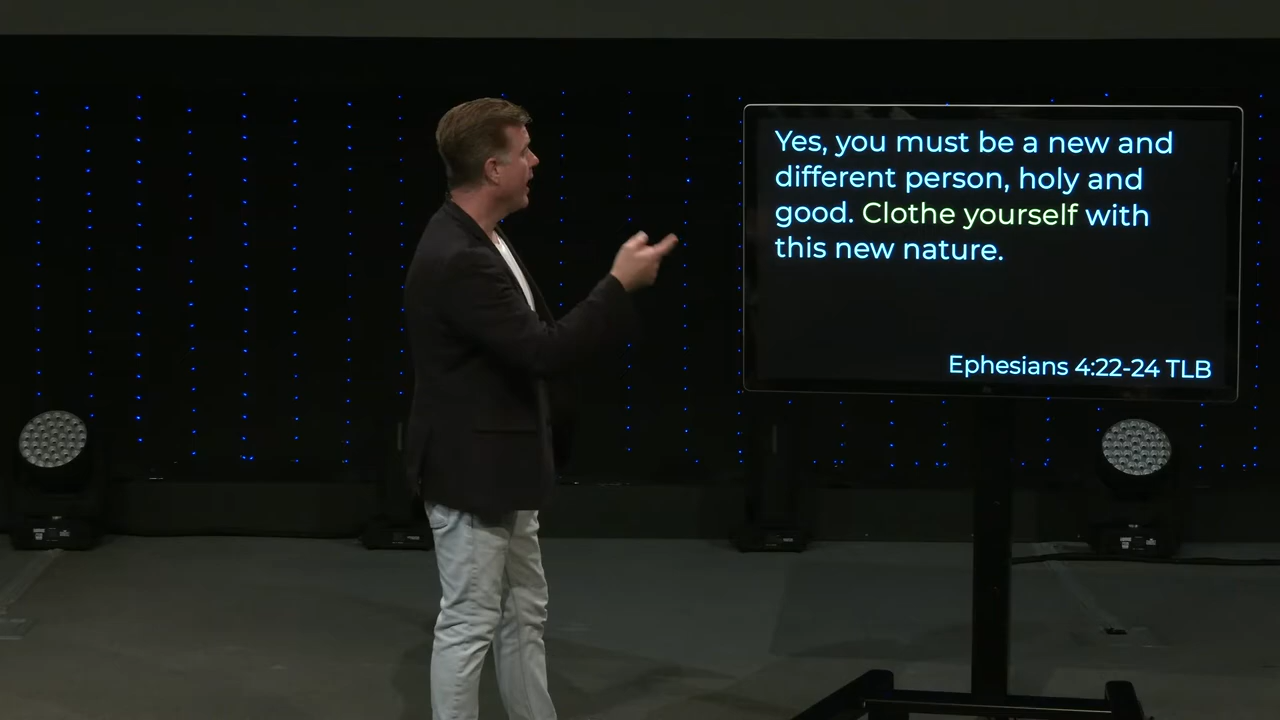 Yes, you must be a new and
different person, holy and
good. Clothe yourself with
this new nature.
Ephesians 4:22-24 TLB